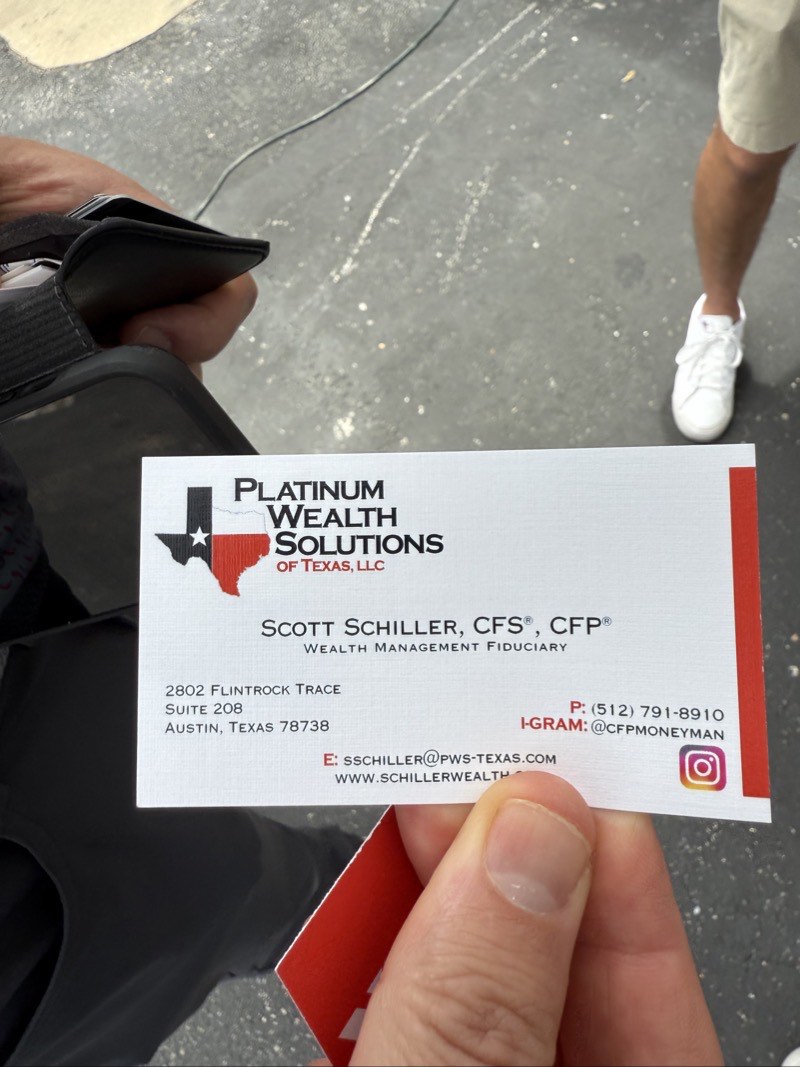 PLATINUM
WEALTH
SOLUTIONS
OF TEXAS, LLC
SCOTT SCHILLER, CFS®, CFP®
WEALTH MANAGEMENT FIDUCIARY
2802 FLINTROCK TRACE
SUITE 208
AUSTIN, TEXAS 78738
P: (512) 791-8910
I-GRAM: @CFPMONEYMAN
E: SSCHILLER@PWS-TEXAS.COM